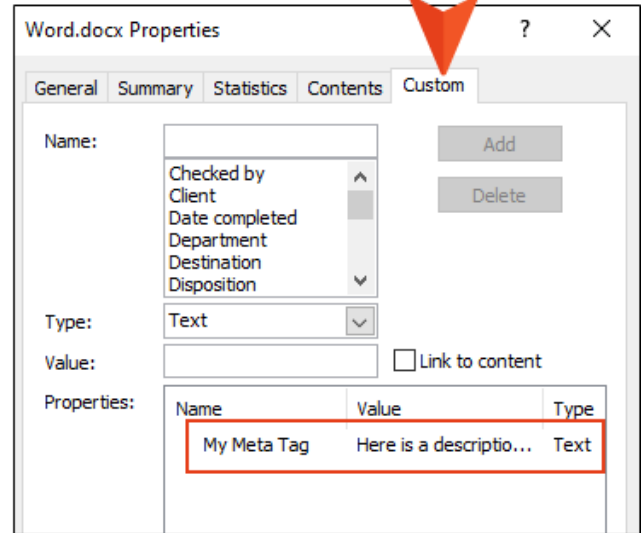 Word.docx Properties ?
General Summary Statistics Contents Custom
Name:
Add
Checked by
Client
Date completed
Department
Destination
Disposition
Delete
Type: Text
Value: Link to content
Properties: Name Value Type
My Meta Tag Here is a descriptio... Text